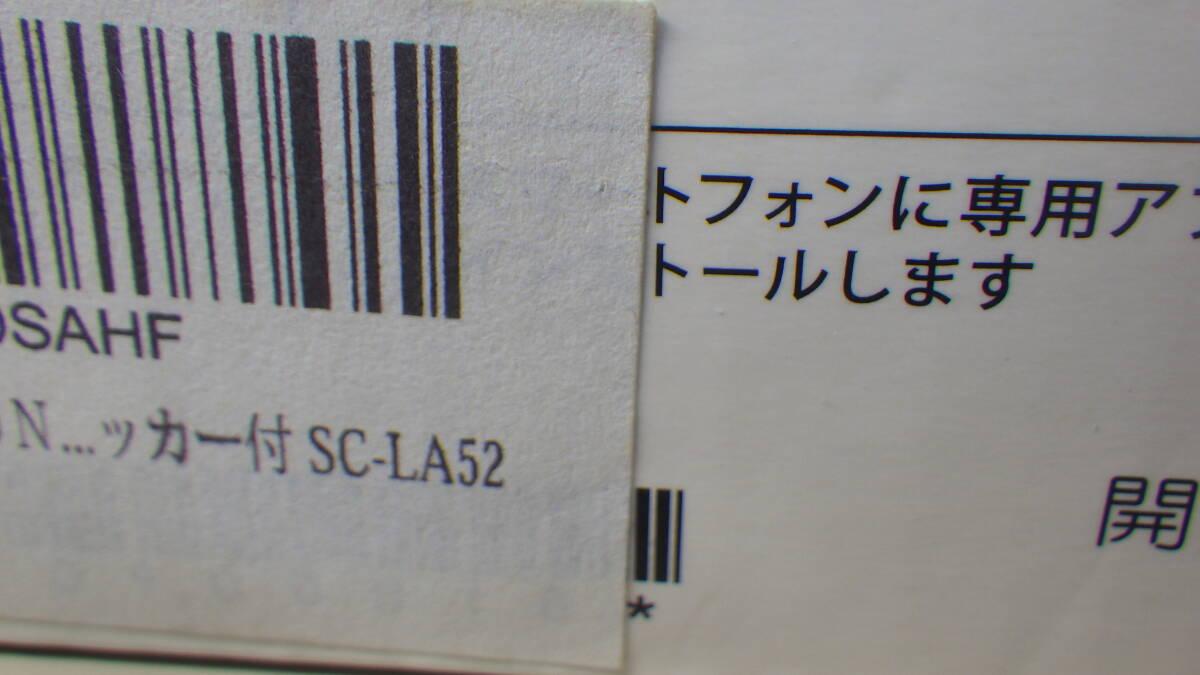 SAHF
N...ッカー付 SC-LA52
トフォンに専用ア
トールします
開
*